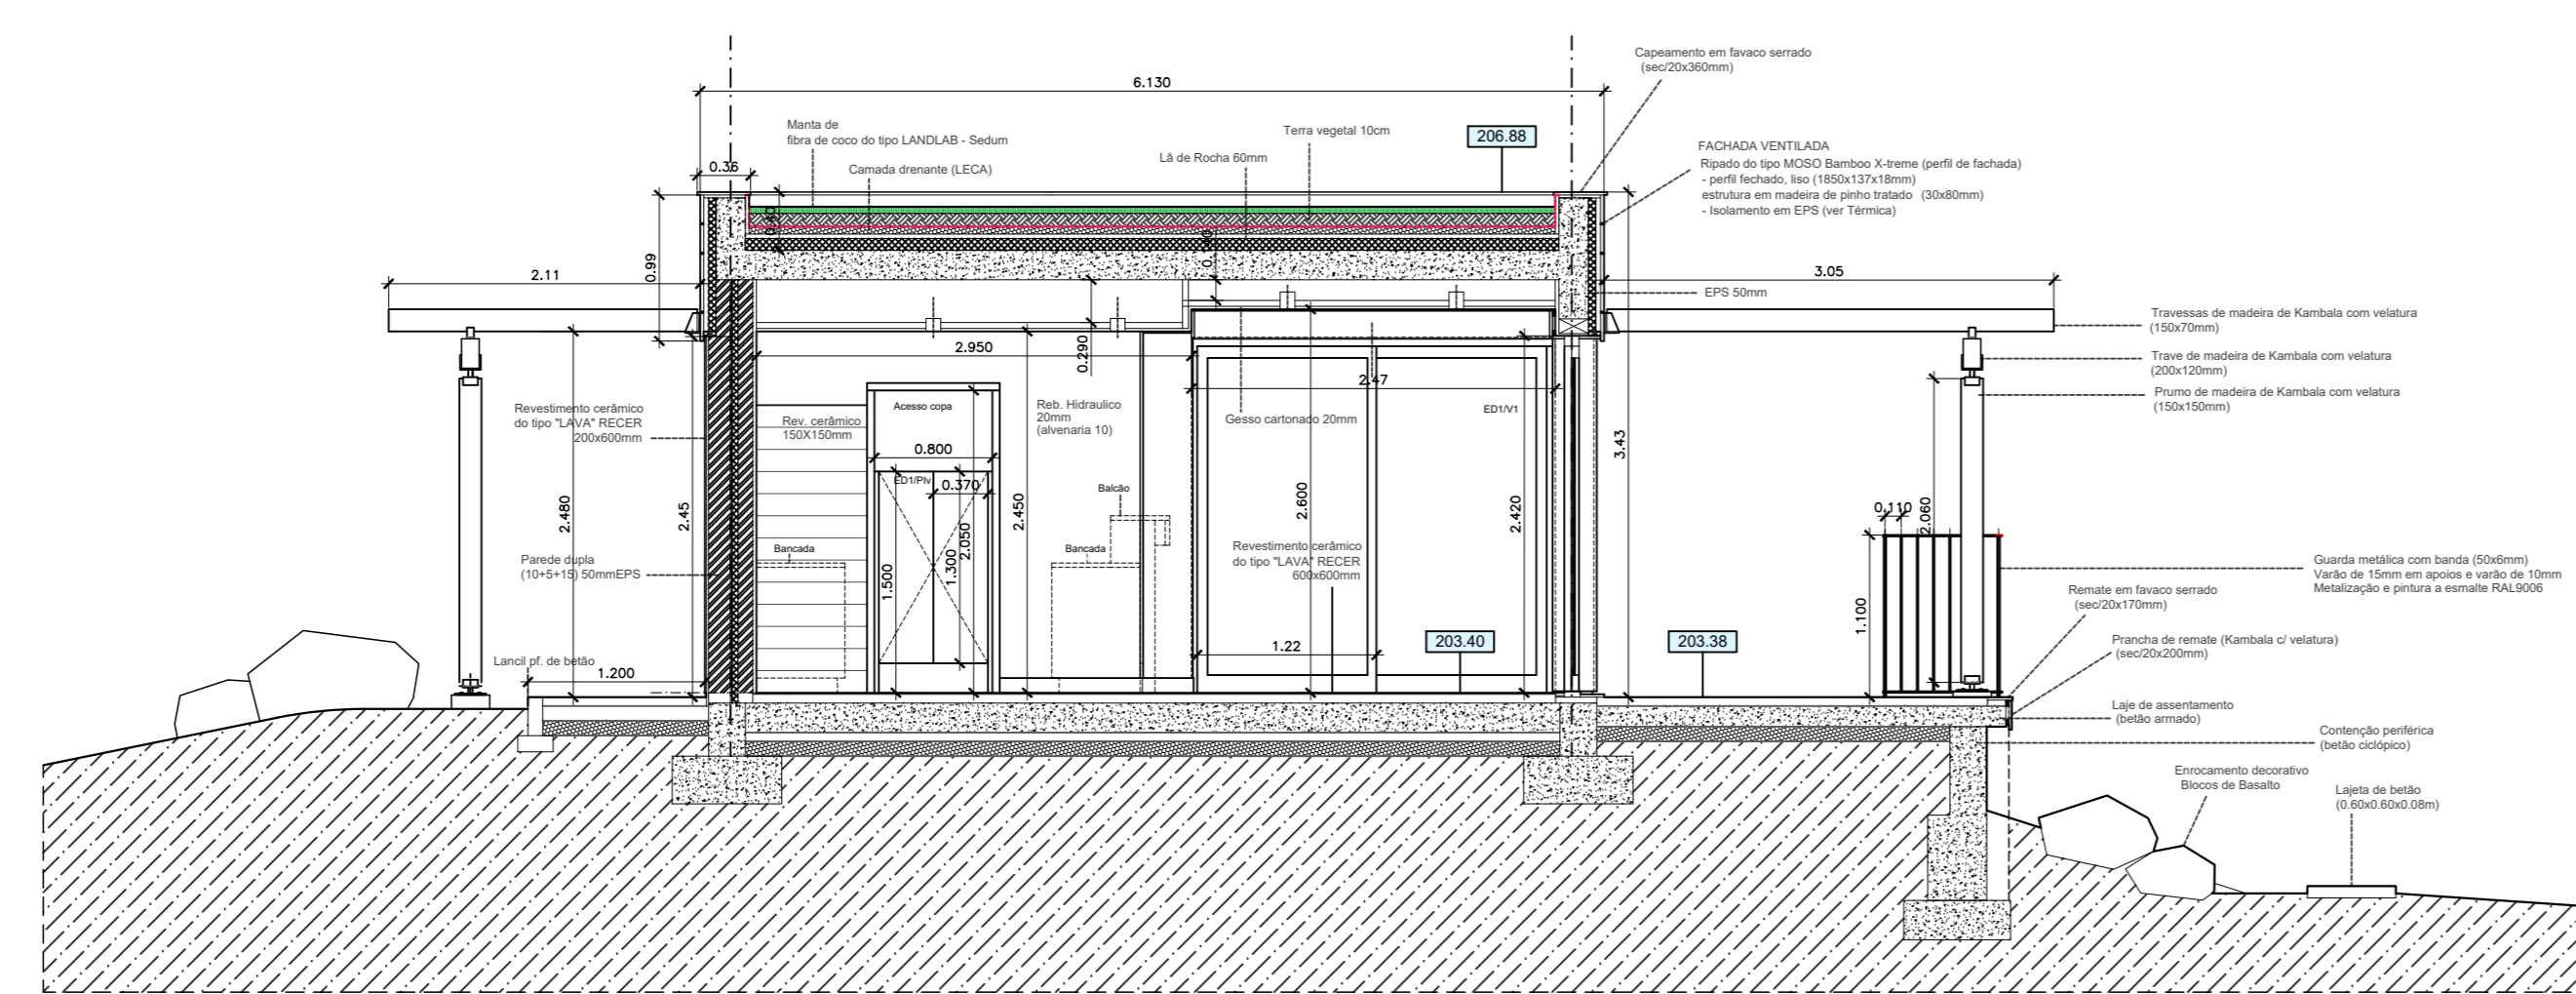 Capeamento em favaco serrado
(sec/20x360mm)
6.130
Manta de
fibra de coco do tipo LANDLAB - Sedum
Terra vegetal 10cm
206.88
FACHADA VENTILADA
Ripado do tipo MOSO Bamboo X-treme (perfil de fachada)
- perfil fechado, liso (1850x137x18mm)
estrutura em madeira de pinho tratado (30x80mm)
- Isolamento em EPS (ver Térmica)
Lã de Rocha 60mm
0.36
Camada drenante (LECA)
0.40
0.99
2.11
3.05
EPS 50mm
Travessas de madeira de Kambala com velatura
(150x70mm)
Trave de madeira de Kambala com velatura
(200x120mm)
Prumo de madeira de Kambala com velatura
(150x150mm)
2.950
0.290
2.47
Revestimento cerâmico
do tipo "LAVA" RECER
200x600mm
Acesso copa
Rev. cerâmico
150X150mm
Reb. Hidraulico
20mm
(alvenaria 10)
Gesso cartonado 20mm
ED1/V1
3.43
0.800
ED1/Plv
0.370
Balcão
2.480
2.45
2.450
2.600
2.420
0.110
2.060
1.500
1.300
2.050
Bancada
Bancada
Parede dupla
(10+5+15) 50mmEPS
Revestimento cerâmico
do tipo "LAVA" RECER
600x600mm
1.100
Guarda metálica com banda (50x6mm)
Varão de 15mm em apoios e varão de 10mm
Metalização e pintura a esmalte RAL9006
Remate em favaco serrado
(sec/20x170mm)
Prancha de remate (Kambala c/ velatura)
(sec/20x200mm)
Lancil pf. de betão
1.200
1.22
203.40
203.38
Laje de assentamento
(betão armado)
Contenção periférica
(betão ciclópico)
Enrocamento decorativo
Blocos de Basalto
Lajeta de betão
(0.60x0.60x0.08m)